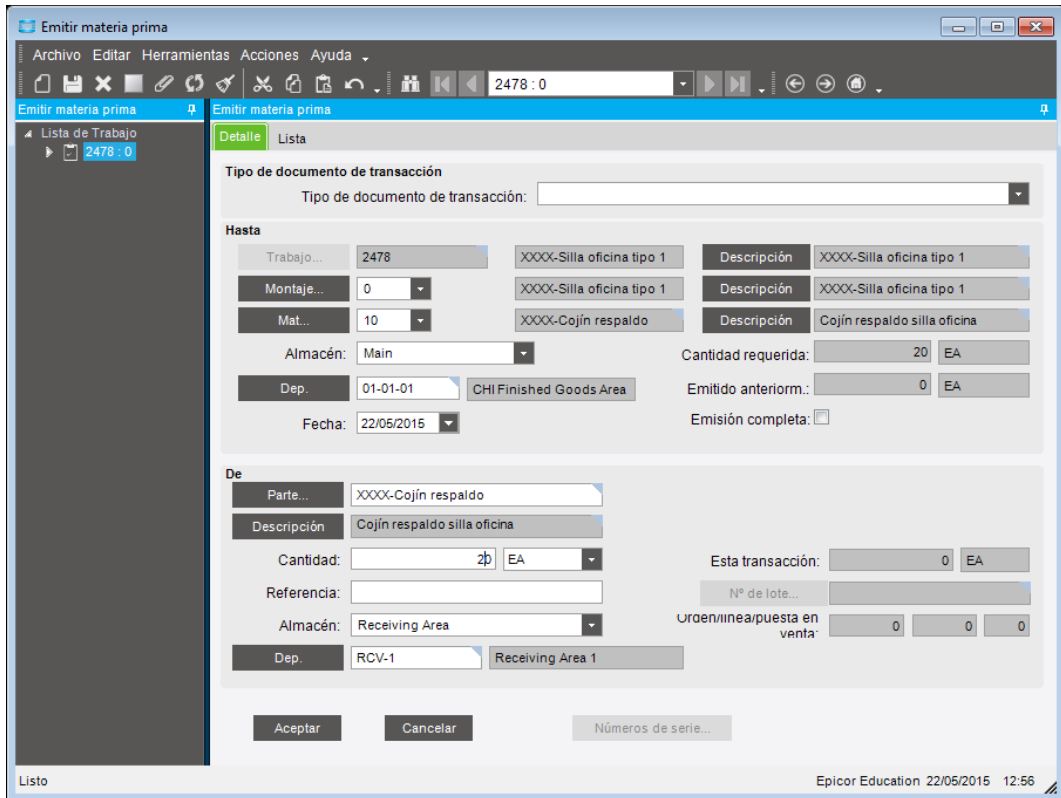 Emitir materia prima
Archivo Editar Herramientas Acciones Ayuda
2478 : 0
Emitir materia prima
Emitir materia prima
Lista de Trabajo
2478 : 0
Detalle Lista
Tipo de documento de transacción
Tipo de documento de transacción:
Hasta
Trabajo... 2478 XXXX-Silla oficina tipo 1 Descripción XXXX-Silla oficina tipo 1
Montaje... 0 XXXX-Silla oficina tipo 1 Descripción XXXX-Silla oficina tipo 1
Mat... 10 XXXX-Cojín respaldo Descripción Cojín respaldo silla oficina
Almacén: Main Cantidad requerida: 20 EA
Dep. 01-01-01 CHI Finished Goods Area Emitido anteriorm.: 0 EA
Fecha: 22/05/2015 Emisión completa:
De
Parte... XXXX-Cojín respaldo
Descripción Cojín respaldo silla oficina
Cantidad: 20 EA Esta transacción: 0 EA
Referencia: Nº de lote...
Almacén: Receiving Area Orden/línea/puesta en venta: 0 0 0
Dep. RCV-1 Receiving Area 1
Aceptar Cancelar Números de serie...
Listo Epicor Education 22/05/2015 12:56